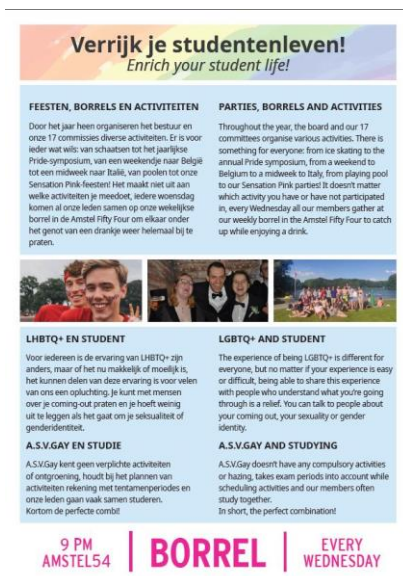 Verrijk je studentenleven!
Enrich your student life!
FEESTEN, BORRELS EN ACTIVITEITEN
Door het jaar heen organiseren het bestuur en
onze 17 commissies diverse activiteiten. Er is voor
ieder wat wils: van schaatsen tot het jaarlijkse
Pride-symposium, van een weekendje naar België
tot een midweek naar Italië, van poolen tot onze
Sensation Pink-feesten! Het maakt niet uit aan
welke activiteiten je meedoet, iedere woensdag
komen al onze leden samen op onze wekelijkse
borrel in de Amstel Fifty Four om elkaar onder
het genot van een drankje weer helemaal bij te
praten.
PARTIES, BORRELS AND ACTIVITIES
Throughout the year, the board and our 17
committees organise various activities. There is
something for everyone: from ice skating to the
annual Pride symposium, from a weekend to
Belgium to a midweek to Italy, from playing pool
to our Sensation Pink parties! It doesn't matter
which activity you have or have not participated
in, every Wednesday all our members gather at
our weekly borrel in the Amstel Fifty Four to catch
up while enjoying a drink.
LHBTQ+ EN STUDENT
Voor iedereen is de ervaring van LHBTQ+ zijn
anders, maar of het nu makkelijk of moeilijk is,
het kunnen delen van deze ervaring is voor velen
van ons een opluchting. Je kunt met mensen
over je coming-out praten en je hoeft weinig
uit te leggen als het gaat om je seksualiteit of
genderidentiteit.
A.S.V.GAY EN STUDIE
A.S.V.Gay kent geen verplichte activiteiten
of ontgroening, houdt bij het plannen van
activiteiten rekening met tentamenperiodes en
onze leden gaan vaak samen studeren.
Kortom de perfecte combi!
LGBTQ+ AND STUDENT
The experience of being LGBTQ+ is different for
everyone, but no matter if your experience is easy
or difficult, being able to share this experience
with people who understand what you're going
through is a relief. You can talk to people about
your coming out, your sexuality or gender
identity.
A.S.V.GAY AND STUDYING
A.S.V.Gay doesn't have any compulsory activities
or hazing, takes exam periods into account while
scheduling activities and our members often
study together.
In short, the perfect combination!
9 PM
AMSTEL54
BORREL
EVERY
WEDNESDAY